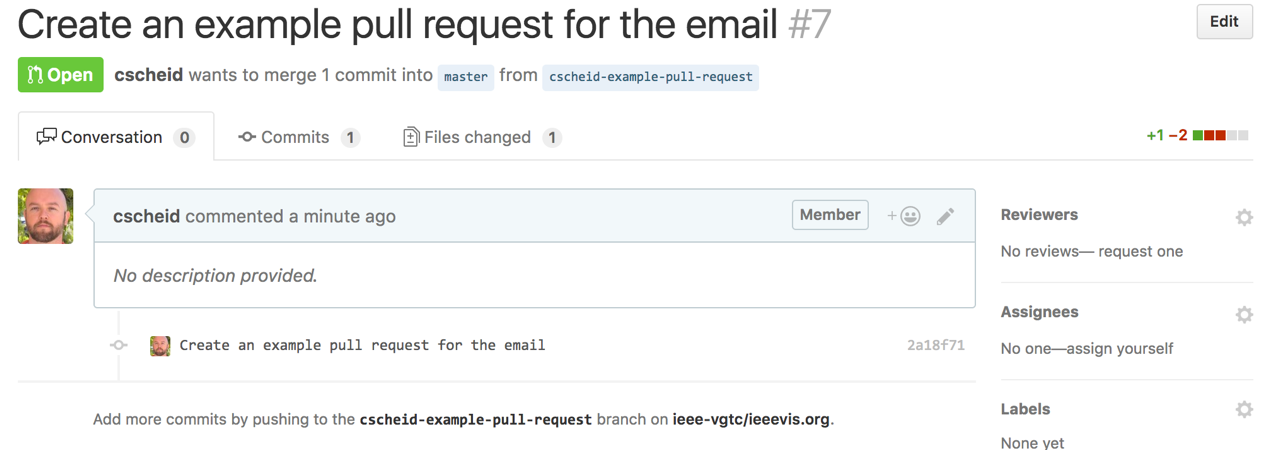 Create an example pull request for the email #7
Edit
Open cscheid wants to merge 1 commit into master from cscheid-example-pull-request
Conversation 0 Commits 1 Files changed 1 +1 −2
cscheid commented a minute ago Member +
No description provided.
Create an example pull request for the email 2a18f71
Add more commits by pushing to the cscheid-example-pull-request branch on ieee-vgtc/ieeevis.org.
Reviewers
No reviews— request one
Assignees
No one—assign yourself
Labels
None yet